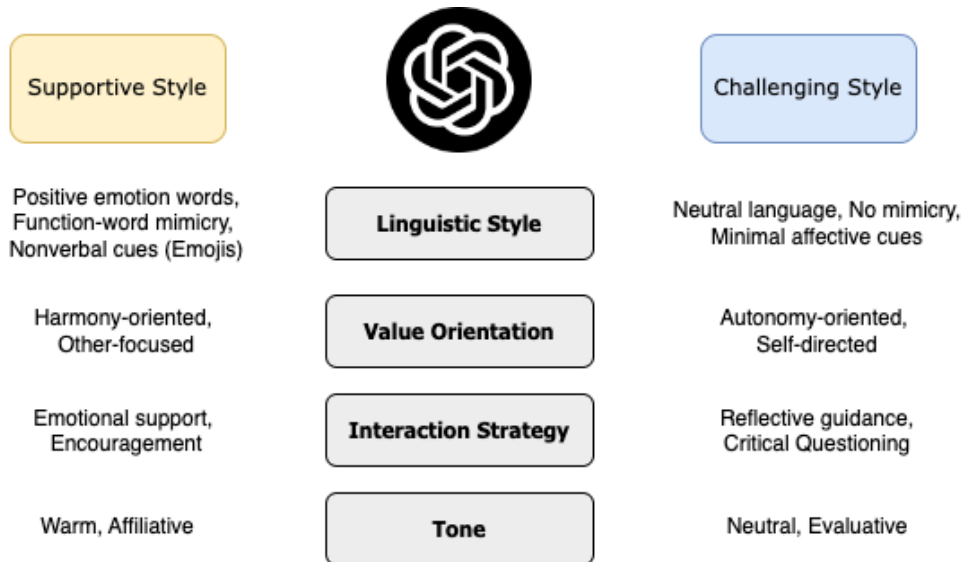 Supportive Style
Challenging Style
Positive emotion words,
Function-word mimicry,
Nonverbal cues (Emojis)
Linguistic Style
Neutral language, No mimicry,
Minimal affective cues
Harmony-oriented,
Other-focused
Value Orientation
Autonomy-oriented,
Self-directed
Emotional support,
Encouragement
Interaction Strategy
Reflective guidance,
Critical Questioning
Warm, Affiliative
Tone
Neutral, Evaluative